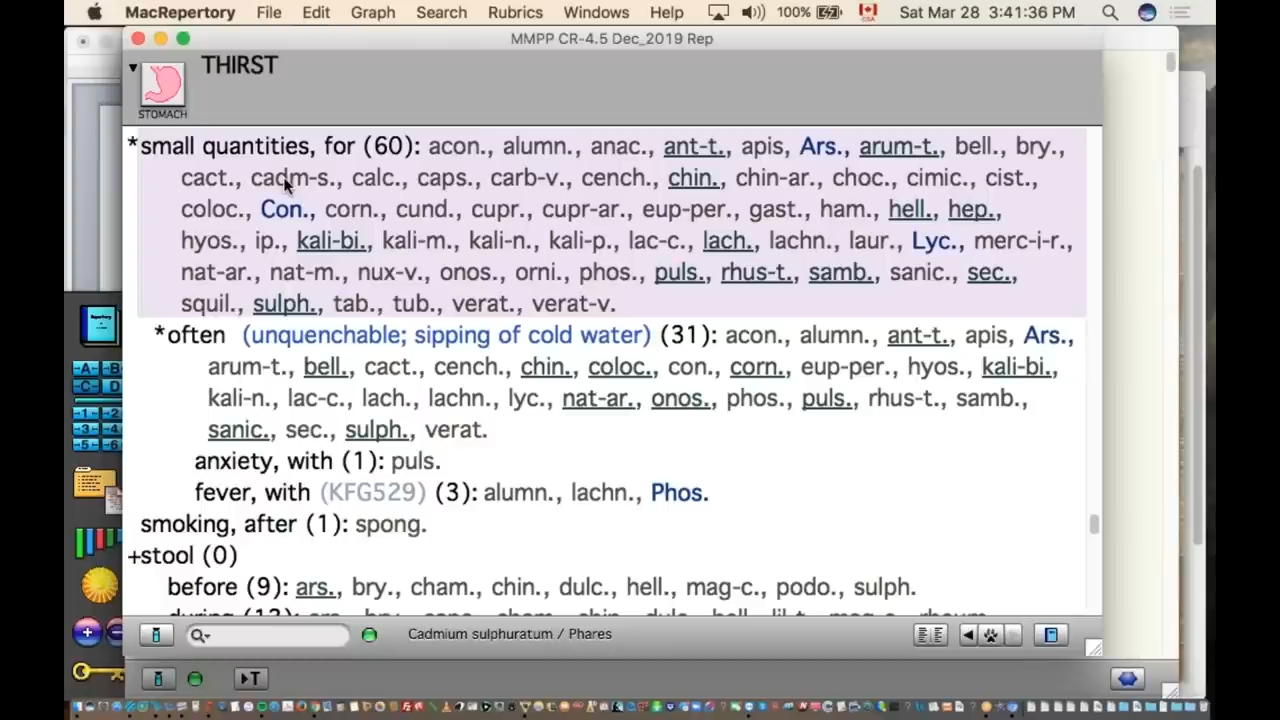 MacRepertory File Edit Graph Search Rubrics Windows Help 100% Sat Mar 28 3:41:36 PM
MMPP CR-4.5 Dec_2019 Rep
THIRST
STOMACH
*small quantities, for (60): acon., alumn., anac., ant-t., apis, Ars., arum-t., bell., bry.,
cact., cadm-s., calc., caps., carb-v., cench., chin., chin-ar., choc., cimic., cist.,
coloc., Con., corn., cund., cupr., cupr-ar., eup-per., gast., ham., hell., hep.,
hyos., ip., kali-bi., kali-m., kali-n., kali-p., lac-c., lach., lachn., laur., Lyc., merc-i-r.,
nat-ar., nat-m., nux-v., onos., orni., phos., puls., rhus-t., samb., sanic., sec.,
squil., sulph., tab., tub., verat., verat-v.
*often (unquenchable; sipping of cold water) (31): acon., alumn., ant-t., apis, Ars.,
arum-t., bell., cact., cench., chin., coloc., con., corn., eup-per., hyos., kali-bi.,
kali-n., lac-c., lach., lachn., lyc., nat-ar., onos., phos., puls., rhus-t., samb.,
sanic., sec., sulph., verat.
anxiety, with (1): puls.
fever, with (KFG529) (3): alumn., lachn., Phos.
smoking, after (1): spong.
+stool (0)
before (9): ars., bry., cham., chin., dulc., hell., mag-c., podo., sulph.
Cadmium sulphuratum / Phares
T